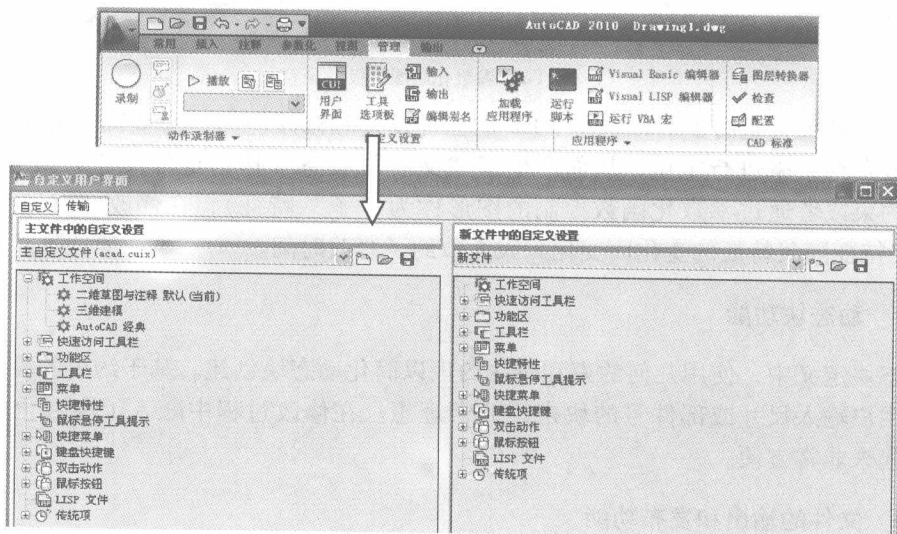 AutoCAD 2010 Drawing1.dwg
常用 插入 注释 参数化 视图 管理 输出
录制
播放
动作录制器
CUI
用户界面
工具选项板
输入
输出
编辑别名
定义设置
加载应用程序
运行脚本
Visual Basic 编辑器
Visual LISP 编辑器
运行 VBA 宏
应用程序
图层转换器
检查
配置
CAD 标准
自定义用户界面
自定义 传输
主文件中的自定义设置
主自定义文件(acad.cuix)
工作空间
二维草图与注释 默认(当前)
三维建模
AutoCAD 经典
快速访问工具栏
功能区
工具栏
菜单
快捷特性
鼠标悬停工具提示
快捷菜单
键盘快捷键
双击动作
鼠标按钮
LISP 文件
传统项
新文件中的自定义设置
新文件
工作空间
快速访问工具栏
功能区
工具栏
菜单
快捷特性
鼠标悬停工具提示
快捷菜单
键盘快捷键
双击动作
鼠标按钮
LISP 文件
传统项